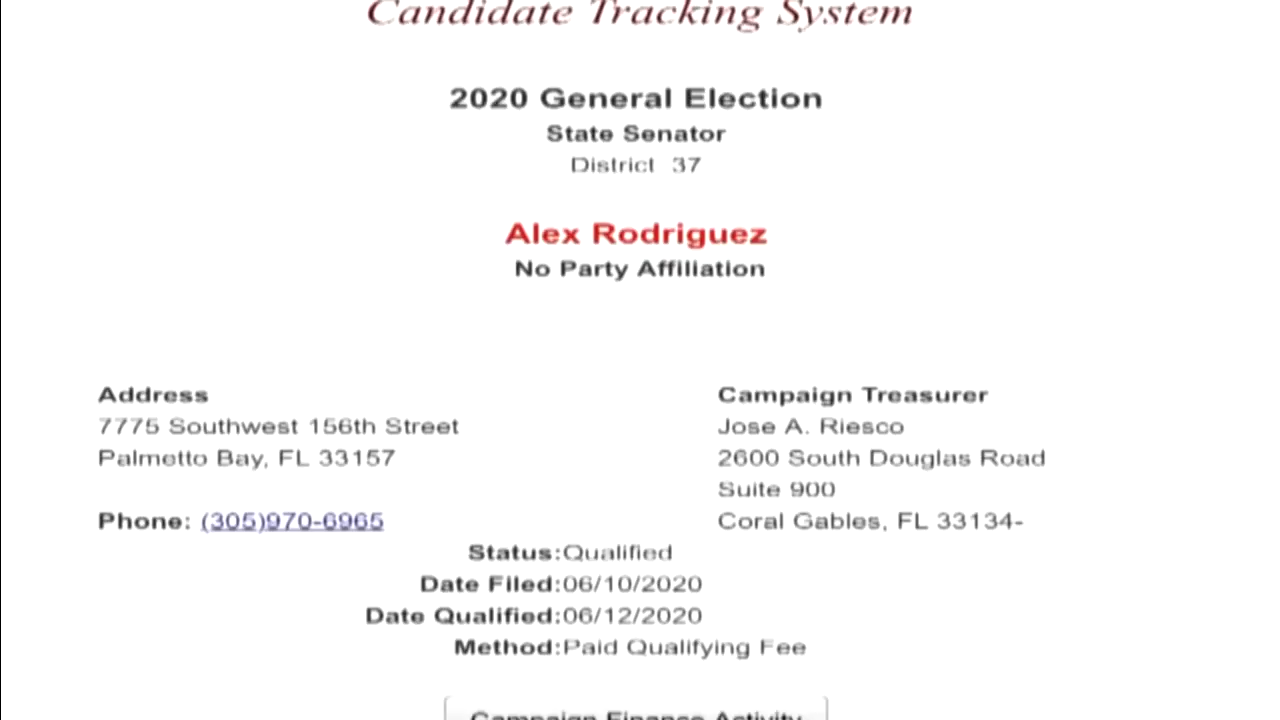 Candidate Tracking System
2020 General Election
State Senator
District 37
Alex Rodriguez
No Party Affiliation
Address
7775 Southwest 156th Street
Palmetto Bay, FL 33157
Phone: (305)970-6965
Campaign Treasurer
Jose A. Riesco
2600 South Douglas Road
Suite 900
Coral Gables, FL 33134-
Status:Qualified
Date Filed:06/10/2020
Date Qualified:06/12/2020
Method:Paid Qualifying Fee
Campaign Finance Activity